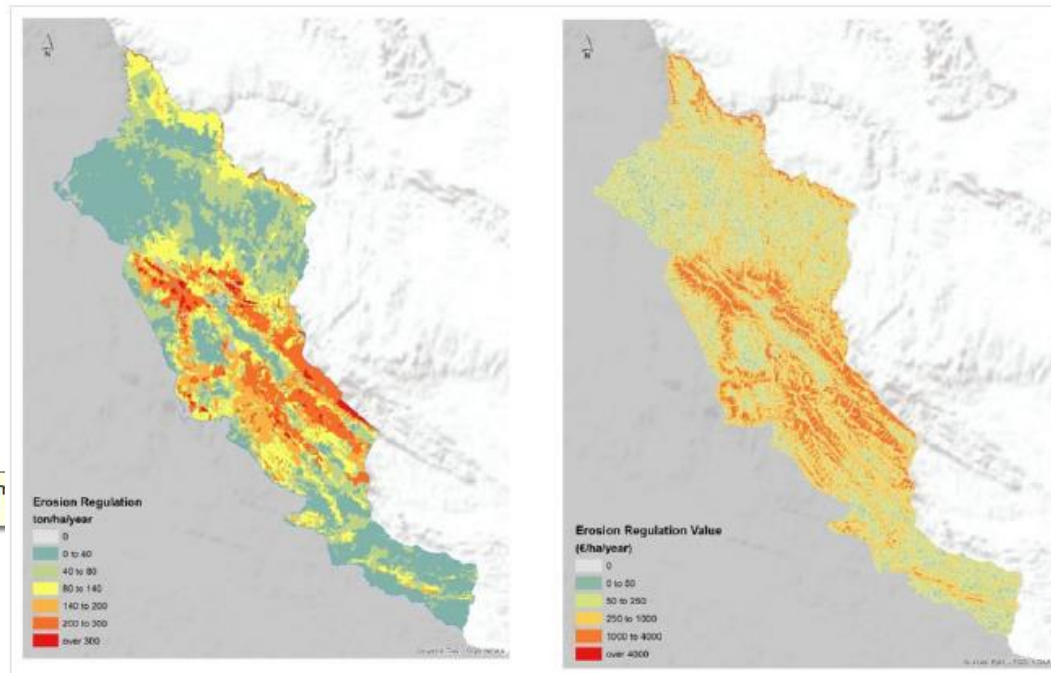 N
Erosion Regulation
ton/ha/year
0
0 to 40
40 to 80
80 to 140
140 to 200
200 to 300
over 300
N
Erosion Regulation Value
(€/ha/year)
0
0 to 50
50 to 250
250 to 1000
1000 to 4000
over 4000